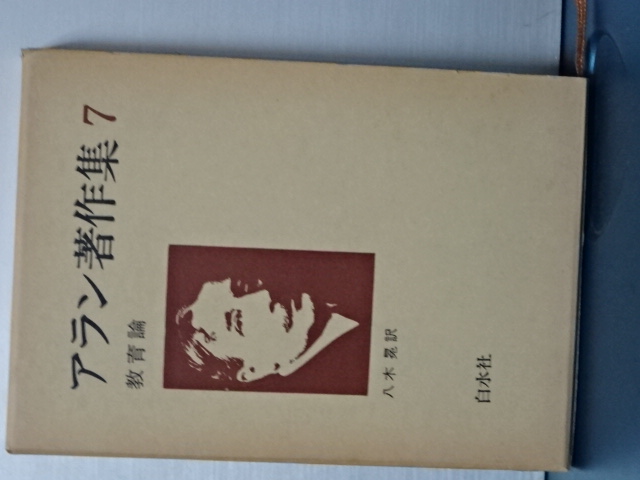 アラン著作集 7
教育論
八木 冕訳
白水社